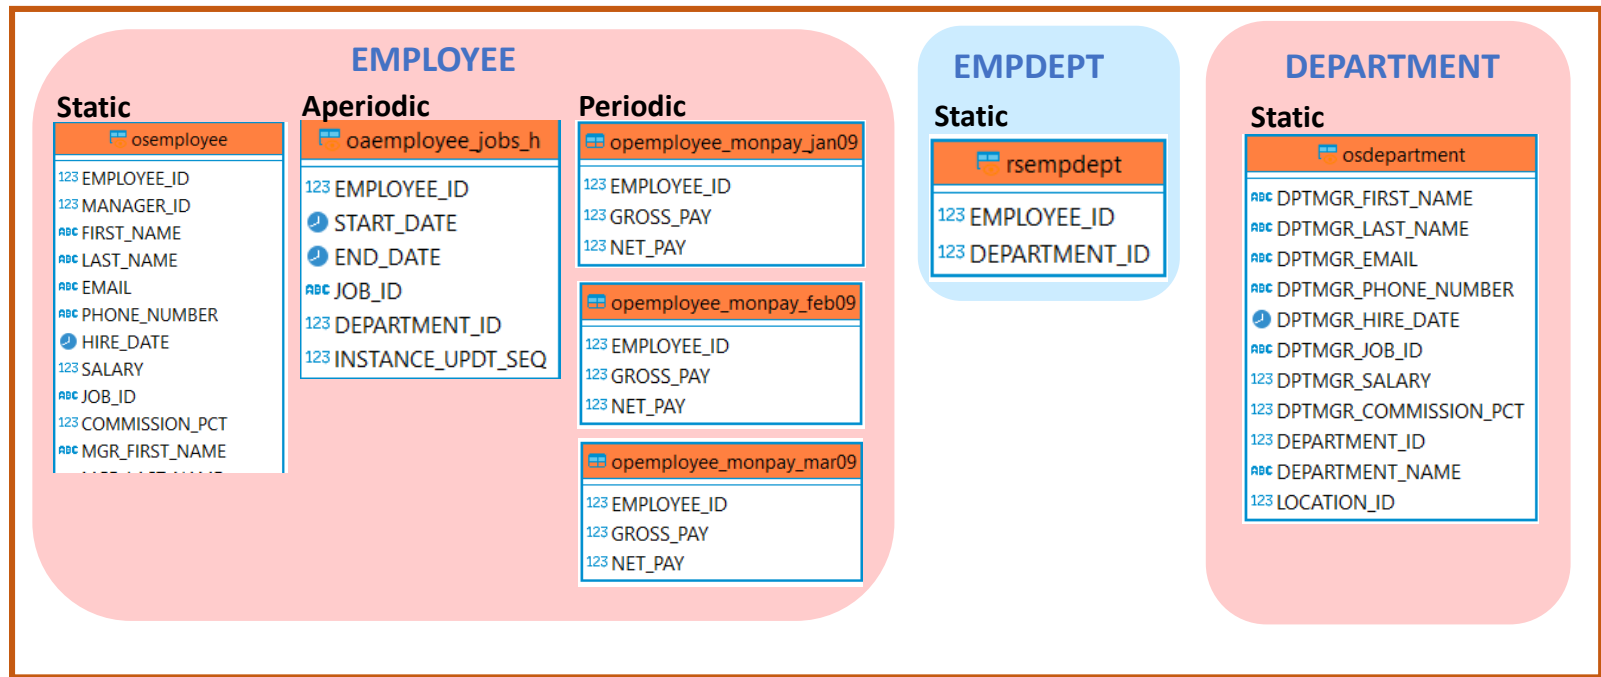 EMPLOYEE
Static
osemployee
123 EMPLOYEE_ID
123 MANAGER_ID
ABC FIRST_NAME
ABC LAST_NAME
ABC EMAIL
ABC PHONE_NUMBER
HIRE_DATE
123 SALARY
ABC JOB_ID
123 COMMISSION_PCT
ABC MGR_FIRST_NAME
Aperiodic
oaemployee_jobs_h
123 EMPLOYEE_ID
START_DATE
END_DATE
ABC JOB_ID
123 DEPARTMENT_ID
123 INSTANCE_UPDT_SEQ
Periodic
opemployee_monpay_jan09
123 EMPLOYEE_ID
123 GROSS_PAY
123 NET_PAY
opemployee_monpay_feb09
123 EMPLOYEE_ID
123 GROSS_PAY
123 NET_PAY
opemployee_monpay_mar09
123 EMPLOYEE_ID
123 GROSS_PAY
123 NET_PAY
EMPDEPT
Static
rsempdept
123 EMPLOYEE_ID
123 DEPARTMENT_ID
DEPARTMENT
Static
osdepartment
ABC DPTMGR_FIRST_NAME
ABC DPTMGR_LAST_NAME
ABC DPTMGR_EMAIL
ABC DPTMGR_PHONE_NUMBER
DPTMGR_HIRE_DATE
ABC DPTMGR_JOB_ID
123 DPTMGR_SALARY
123 DPTMGR_COMMISSION_PCT
123 DEPARTMENT_ID
ABC DEPARTMENT_NAME
123 LOCATION_ID